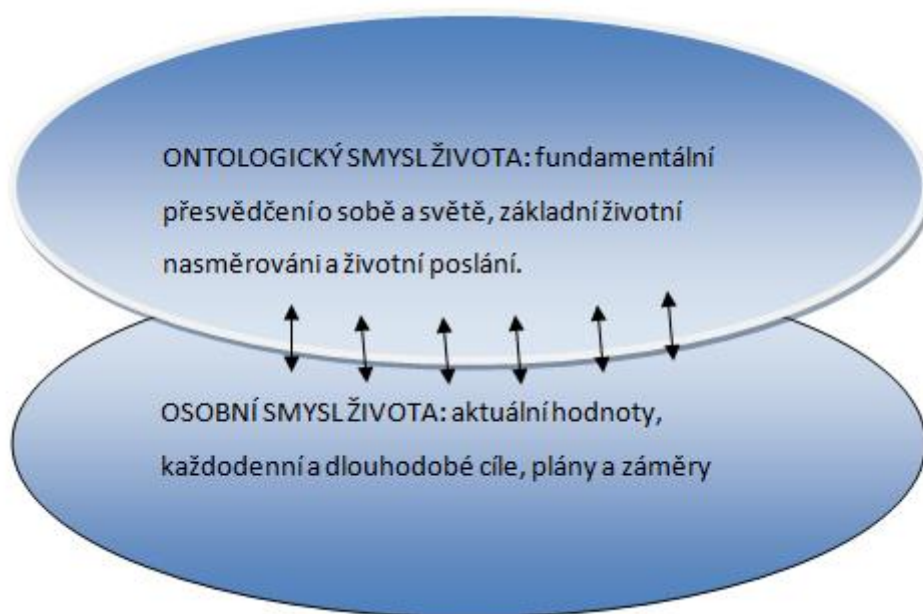 ONTOLOGICKÝ SMYSL ŽIVOTA: fundamentální
přesvědčení o sobě a světě, základní životní
nasměrováni a životní poslání.
OSOBNÍ SMYSL ŽIVOTA: aktuální hodnoty,
každodenní a dlouhodobé cíle, plány a záměry